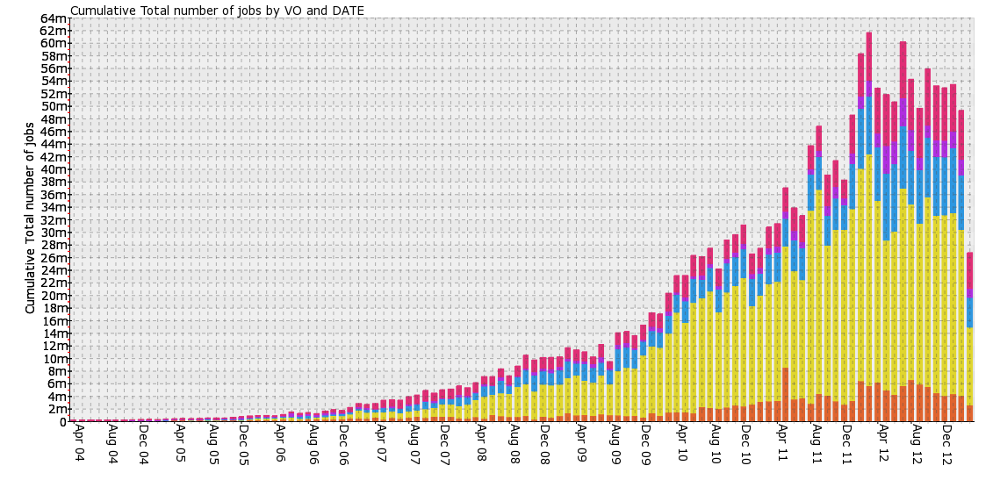 Cumulative Total number of jobs by VO and DATE
Cumulative Total number of jobs
64m
62m
60m
58m
56m
54m
52m
50m
48m
46m
44m
42m
40m
38m
36m
34m
32m
30m
28m
26m
24m
22m
20m
18m
16m
14m
12m
10m
8m
6m
4m
2m
0
Apr 04
Aug 04
Dec 04
Apr 05
Aug 05
Dec 05
Apr 06
Aug 06
Dec 06
Apr 07
Aug 07
Dec 07
Apr 08
Aug 08
Dec 08
Apr 09
Aug 09
Dec 09
Apr 10
Aug 10
Dec 10
Apr 11
Aug 11
Dec 11
Apr 12
Aug 12
Dec 12